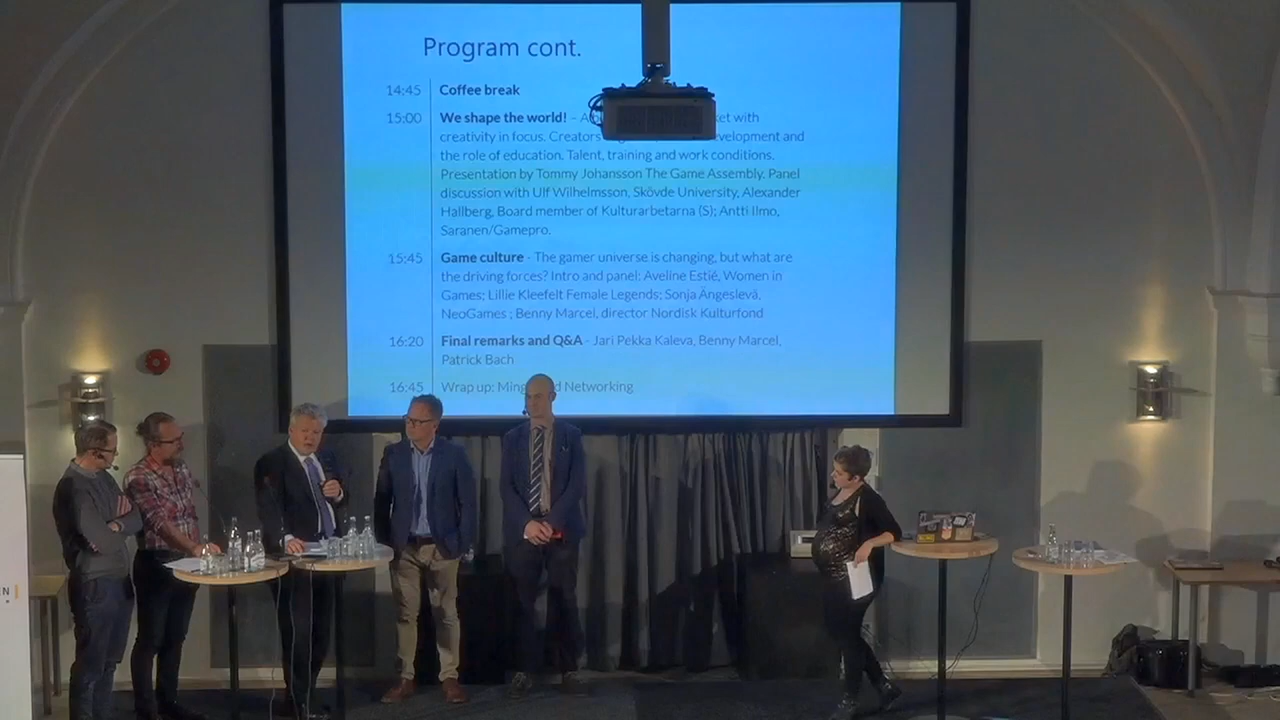 Program cont.
14:45 Coffee break
15:00 We shape the world! - with
creativity in focus. Creators and
the role of education. Talent, training and work conditions.
Presentation by Tommy Johansson The Game Assembly. Panel
discussion with Ulf Wilhelmsson, Skövde University, Alexander
Hallberg, Board member of Kulturarbetarna (S); Antti Ilmo,
Saranen/Gamepro.
15:45 Game culture - The gamer universe is changing, but what are
the driving forces? Intro and panel: Aveline Estié, Women in
Games; Lillie Kleefelt Female Legends; Sonja Ängeslevä,
NeoGames ; Benny Marcel, director Nordisk Kulturfond
16:20 Final remarks and Q&A - Jari Pekka Kaleva, Benny Marcel,
Patrick Bach
16:45 Wrap up: Networking